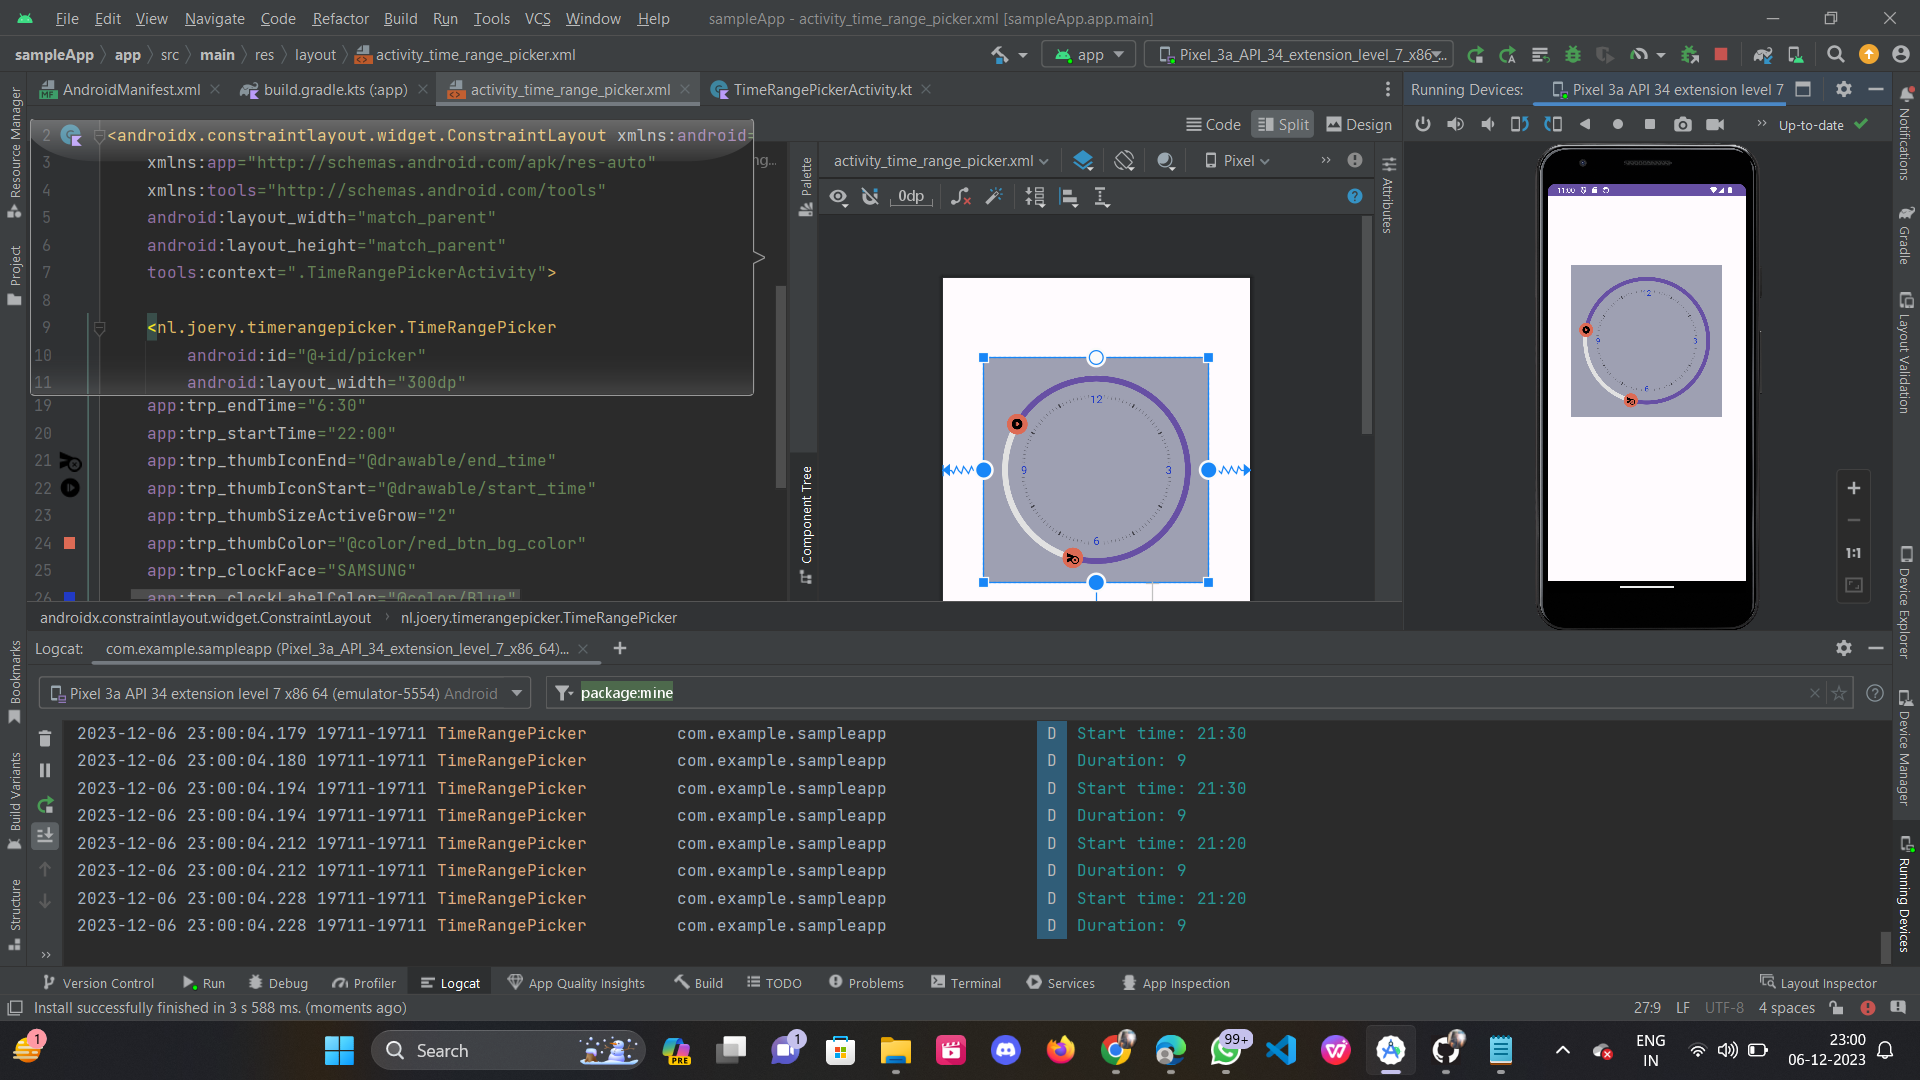 File Edit View Navigate Code Refactor Build Run Tools VCS Window Help sampleApp - activity_time_range_picker.xml [sampleApp.app.main]
sampleApp app src main res layout activity_time_range_picker.xml app Pixel_3a_API_34_extension_level_7_x86...
AndroidManifest.xml build.gradle.kts (:app) activity_time_range_picker.xml TimeRangePickerActivity.kt Running Devices: Pixel 3a API 34 extension level 7
Code Split Design Up-to-date
2 <androidx.constraintlayout.widget.ConstraintLayout xmlns:android=
3 xmlns:app="http://schemas.android.com/apk/res-auto"
4 xmlns:tools="http://schemas.android.com/tools"
5 android:layout_width="match_parent"
6 android:layout_height="match_parent"
7 tools:context=".TimeRangePickerActivity">
8
9 <nl.joery.timerangepicker.TimeRangePicker
10 android:id="@+id/picker"
11 android:layout_width="300dp"
19 app:trp_endTime="6:30"
20 app:trp_startTime="22:00"
21 app:trp_thumbIconEnd="@drawable/end_time"
22 app:trp_thumbIconStart="@drawable/start_time"
23 app:trp_thumbSizeActiveGrow="2"
24 app:trp_thumbColor="@color/red_btn_bg_color"
25 app:trp_clockFace="SAMSUNG"
26 app:trp_clockLabelColor="@color/Blue"
androidx.constraintlayout.widget.ConstraintLayout nl.joery.timerangepicker.TimeRangePicker
Resource Manager
Project
Bookmarks
Build Variants
Structure
Palette
Component Tree
activity_time_range_picker.xml Pixel
0dp
12
9 3
6
Attributes
11:00
12
9 3
6
1:1
Notifications
Gradle
Layout Validation
Device Explorer
Device Manager
Running Devices
Logcat: com.example.sampleapp (Pixel_3a_API_34_extension_level_7_x86_64)...
Pixel 3a API 34 extension level 7 x86 64 (emulator-5554) Android package:mine
2023-12-06 23:00:04.179 19711-19711 TimeRangePicker com.example.sampleapp D Start time: 21:30
2023-12-06 23:00:04.180 19711-19711 TimeRangePicker com.example.sampleapp D Duration: 9
2023-12-06 23:00:04.194 19711-19711 TimeRangePicker com.example.sampleapp D Start time: 21:30
2023-12-06 23:00:04.194 19711-19711 TimeRangePicker com.example.sampleapp D Duration: 9
2023-12-06 23:00:04.212 19711-19711 TimeRangePicker com.example.sampleapp D Start time: 21:20
2023-12-06 23:00:04.212 19711-19711 TimeRangePicker com.example.sampleapp D Duration: 9
2023-12-06 23:00:04.228 19711-19711 TimeRangePicker com.example.sampleapp D Start time: 21:20
2023-12-06 23:00:04.228 19711-19711 TimeRangePicker com.example.sampleapp D Duration: 9
Version Control Run Debug Profiler Logcat App Quality Insights Build TODO Problems Terminal Services App Inspection Layout Inspector
Install successfully finished in 3 s 588 ms. (moments ago) 27:9 LF UTF-8 4 spaces
1 Search PRE 1 99+ ENG 23:00
IN 06-12-2023